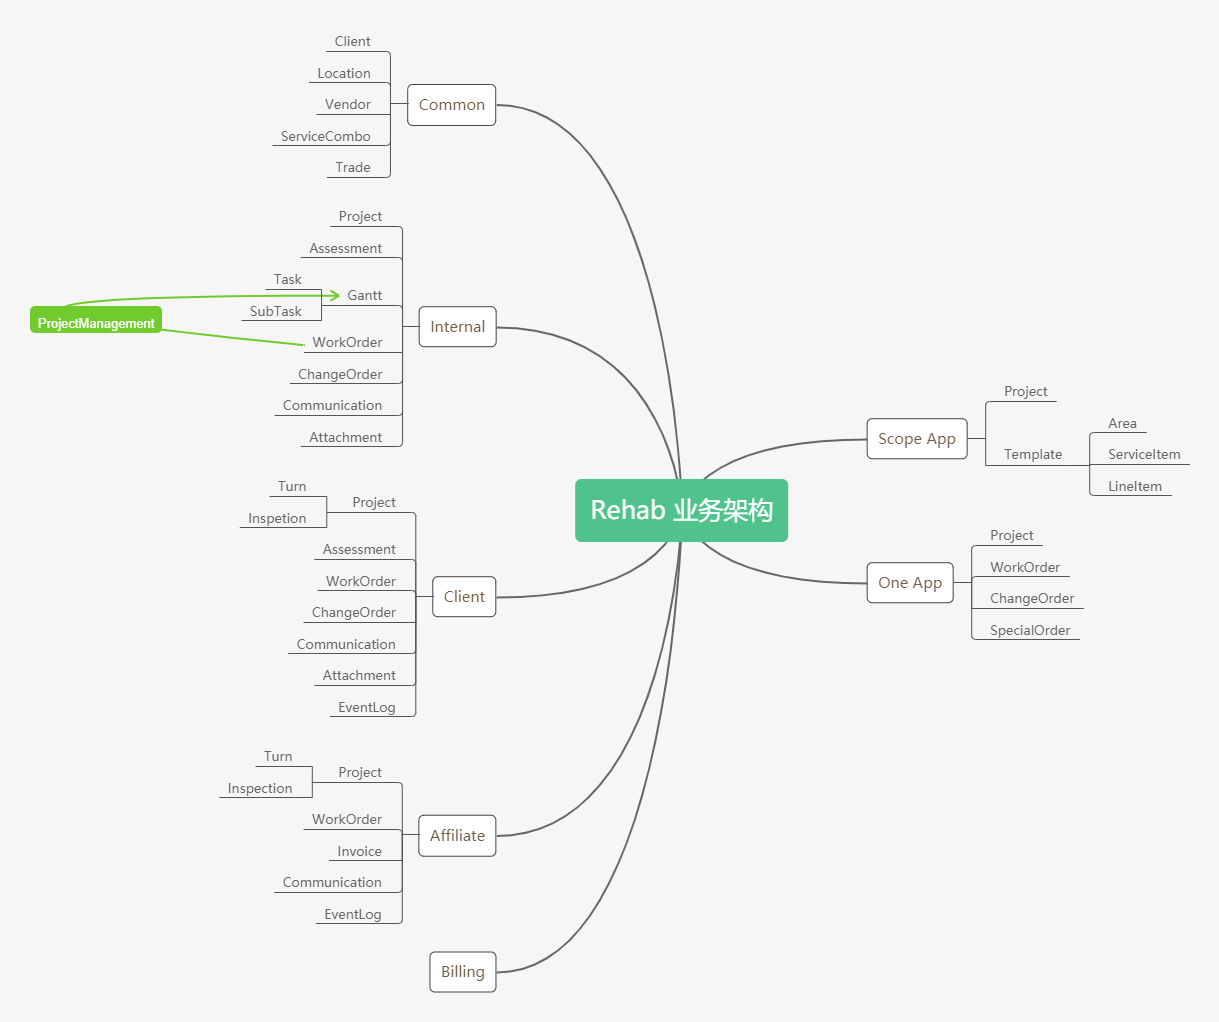 Client
Location
Vendor
ServiceCombo
Trade
Common
Project
Assessment
Task
SubTask
Gantt
WorkOrder
ChangeOrder
Communication
Attachment
Internal
ProjectManagement
Turn
Inspetion
Project
Assessment
WorkOrder
ChangeOrder
Communication
Attachment
EventLog
Client
Turn
Inspection
Project
WorkOrder
Invoice
Communication
EventLog
Affiliate
Billing
Rehab 业务架构
Scope App
Project
Template
Area
ServiceItem
LineItem
One App
Project
WorkOrder
ChangeOrder
SpecialOrder